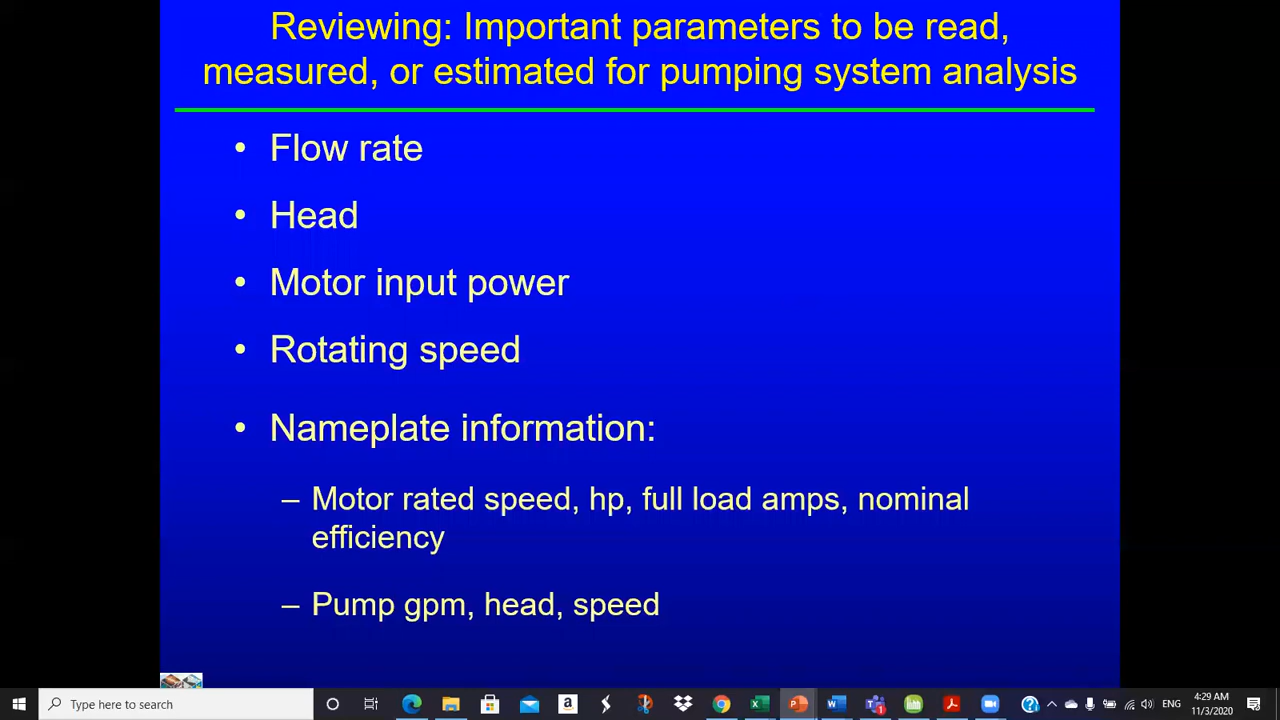 Reviewing: Important parameters to be read,
measured, or estimated for pumping system analysis
• Flow rate
• Head
• Motor input power
• Rotating speed
• Nameplate information:
– Motor rated speed, hp, full load amps, nominal
efficiency
– Pump gpm, head, speed
Type here to search
ENG
4:29 AM
11/3/2020